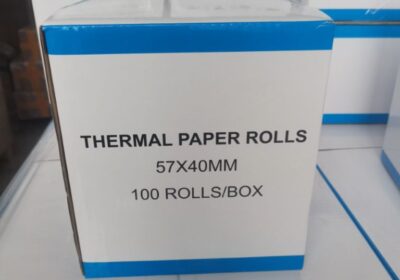 THERMAL PAPER ROLLS
57X40MM
100 ROLLS/BOX